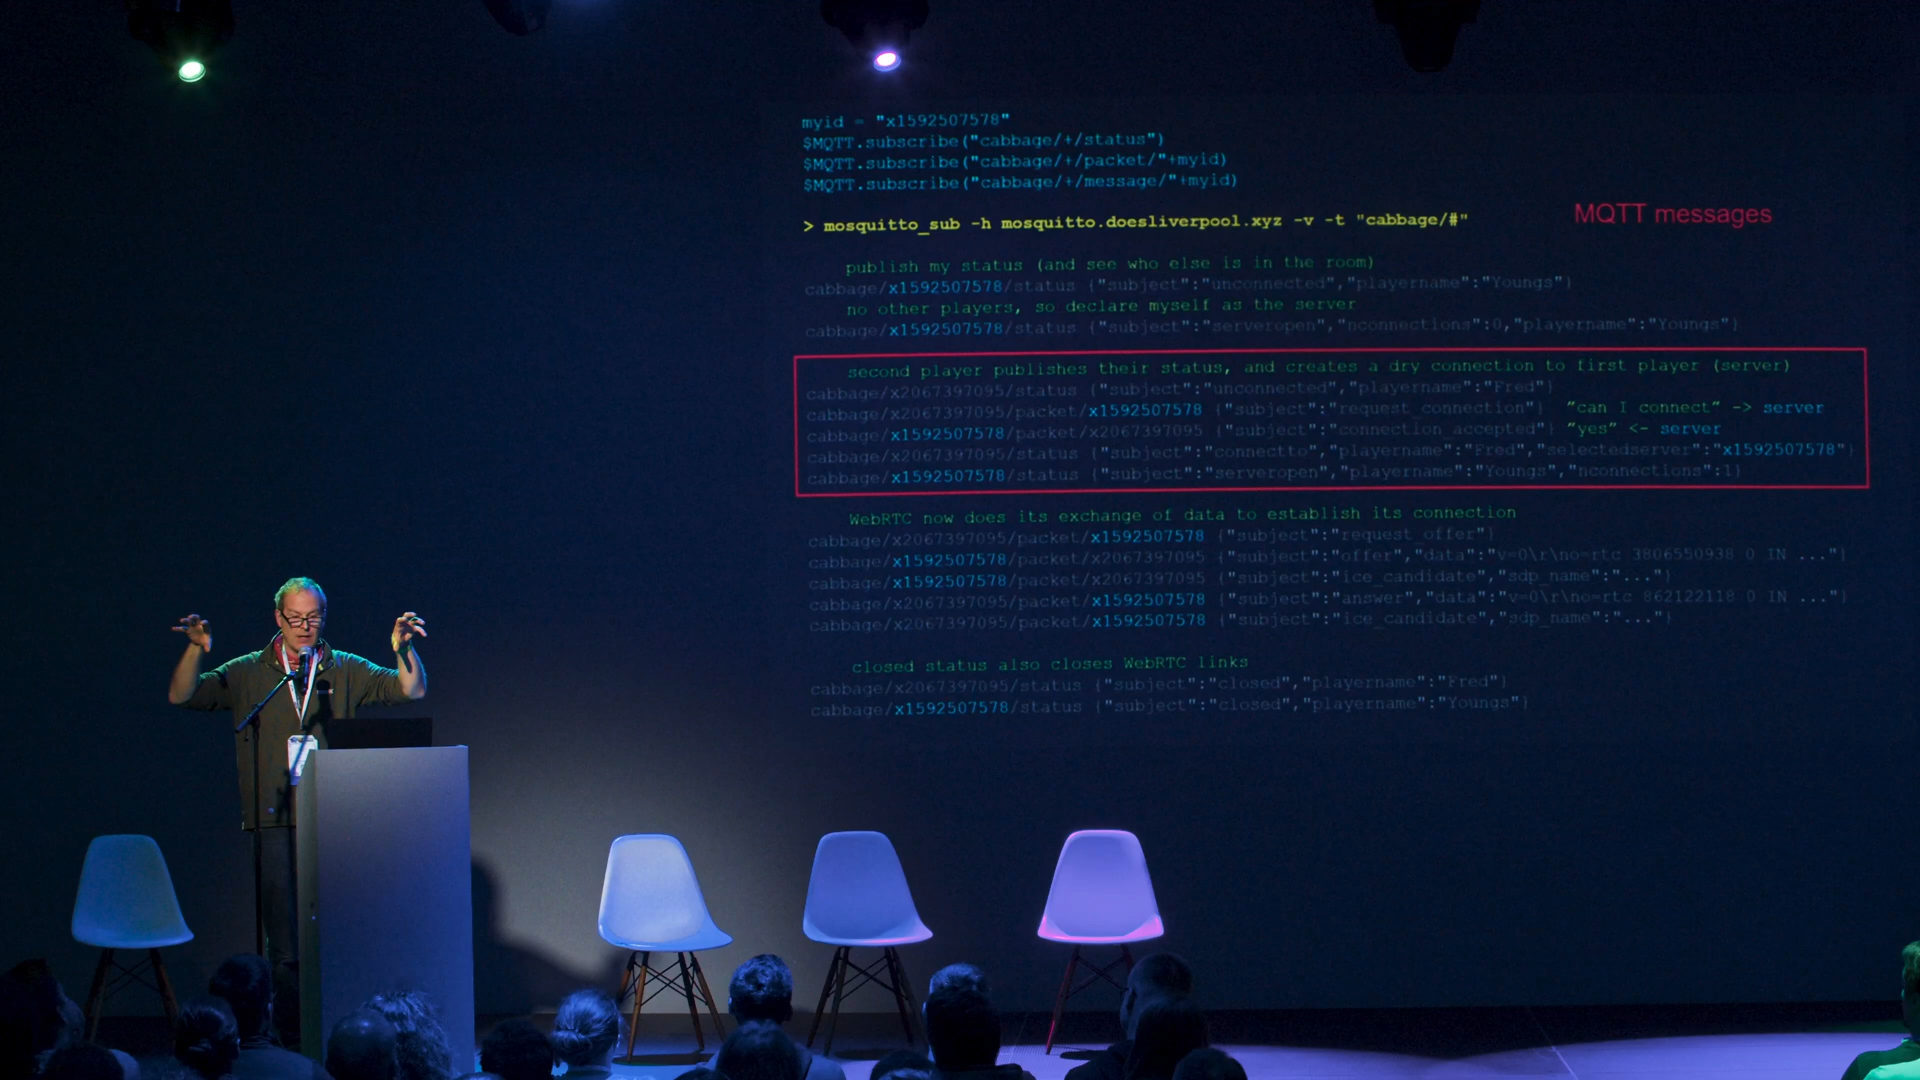 myid = "x1592507578"
$MQTT.subscribe("cabbage/+/status")
$MQTT.subscribe("cabbage/+/packet/"+myid)
$MQTT.subscribe("cabbage/+/message/"+myid)
> mosquitto_sub -h mosquitto.doesliverpool.xyz -v -t "cabbage/#"
MQTT messages
publish my status (and see who else is in the room)
cabbage/x1592507578/status {"subject":"unconnected","playername":"Youngs"}
no other players, so declare myself as the server
cabbage/x1592507578/status {"subject":"serveropen","nconnections":0,"playername":"Youngs"}
second player publishes their status, and creates a dry connection to first player (server)
cabbage/x2067397095/status {"subject":"unconnected","playername":"Fred"}
cabbage/x2067397095/packet/x1592507578 {"subject":"request_connection"} "can I connect" -> server
cabbage/x1592507578/packet/x2067397095 {"subject":"connection_accepted"} "yes" <- server
cabbage/x2067397095/status {"subject":"connectto","playername":"Fred","selectedserver":"x1592507578"}
cabbage/x1592507578/status {"subject":"serveropen","playername":"Youngs","nconnections":1}
WebRTC now does its exchange of data to establish its connection
cabbage/x2067397095/packet/x1592507578 {"subject":"request_offer"}
cabbage/x1592507578/packet/x2067397095 {"subject":"offer","data":"v=0\r\no=rtc 3806550938 0 IN ..."}
cabbage/x1592507578/packet/x2067397095 {"subject":"ice_candidate","sdp_name":"..."}
cabbage/x2067397095/packet/x1592507578 {"subject":"answer","data":"v=0\r\no=rtc 862122118 0 IN ..."}
cabbage/x2067397095/packet/x1592507578 {"subject":"ice_candidate","sdp_name":"..."}
closed status also closes WebRTC links
cabbage/x2067397095/status {"subject":"closed","playername":"Fred"}
cabbage/x1592507578/status {"subject":"closed","playername":"Youngs"}